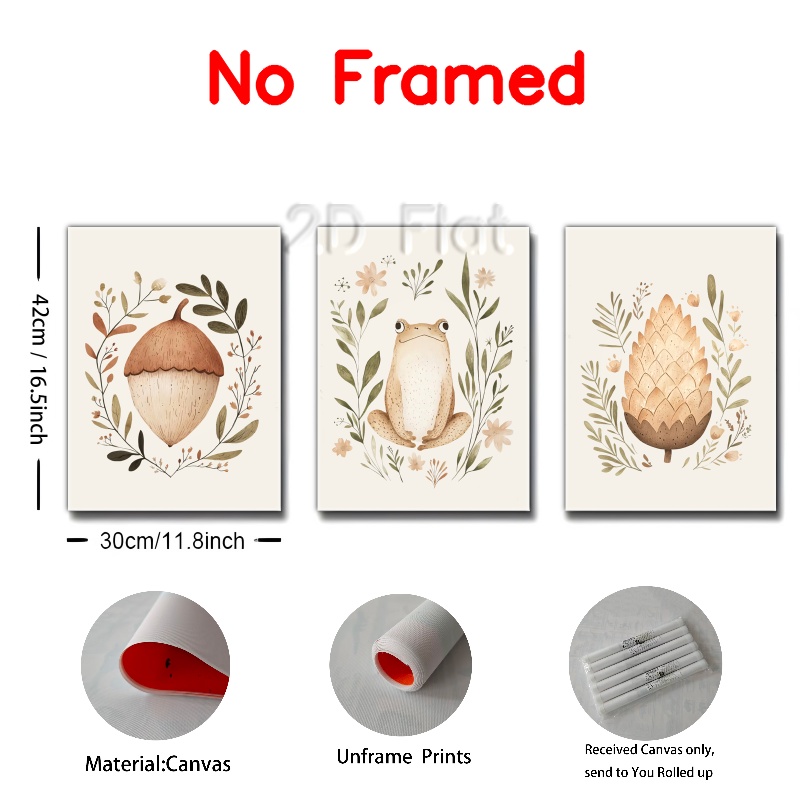 No Framed
2D Flat
42cm / 16.5inch
30cm/11.8inch
Material:Canvas
Unframe Prints
Received Canvas only,
send to You Rolled up